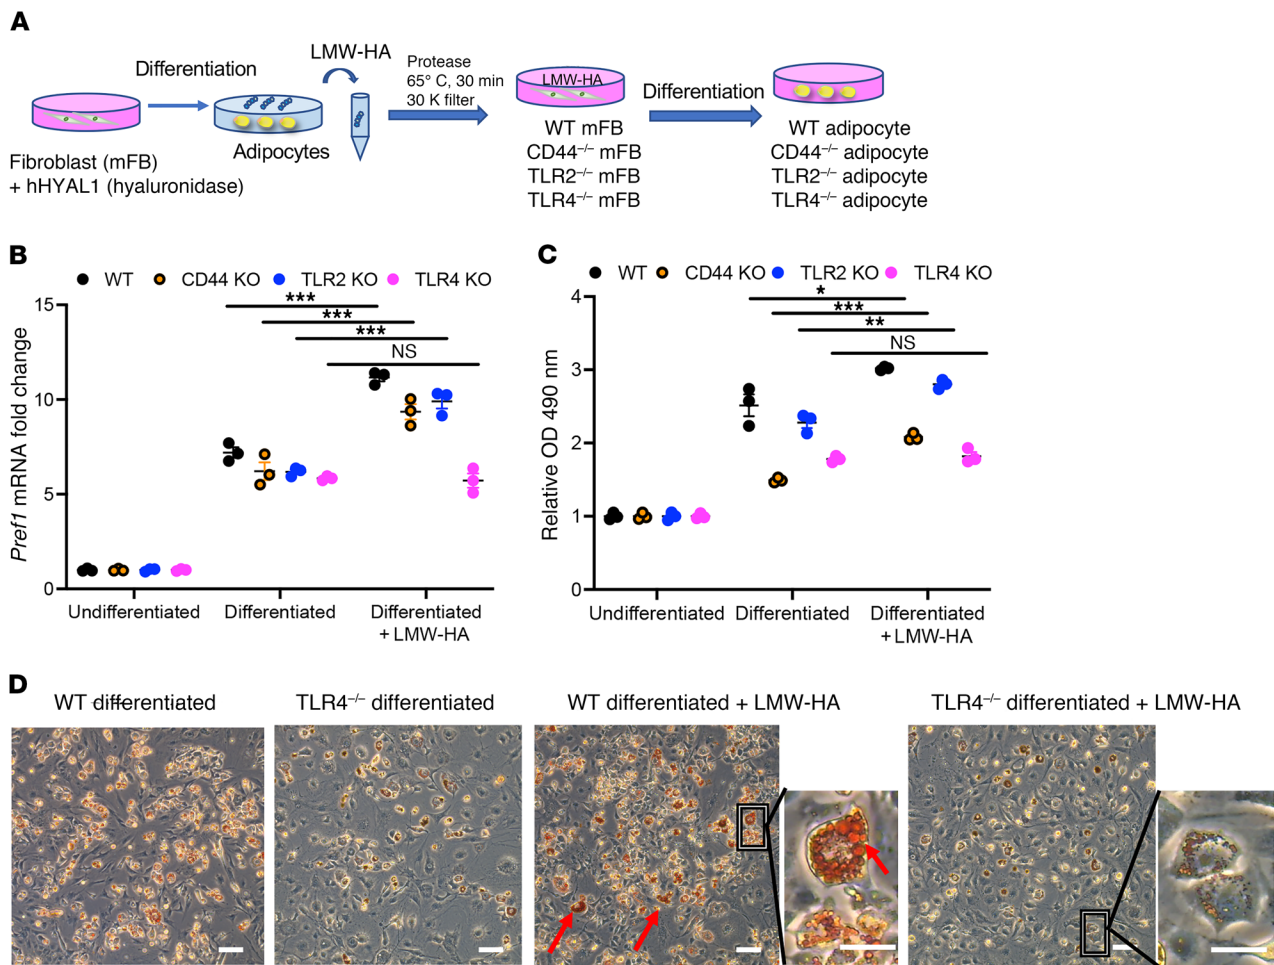 A
Differentiation
LMW-HA
Protease
65° C, 30 min
30 K filter
LMW-HA
Differentiation
Fibroblast (mFB)
+ hHYAL1 (hyaluronidase)
Adipocytes
WT mFB
CD44–/– mFB
TLR2–/– mFB
TLR4–/– mFB
WT adipocyte
CD44–/– adipocyte
TLR2–/– adipocyte
TLR4–/– adipocyte
B
WT CD44 KO TLR2 KO TLR4 KO
Pref1 mRNA fold change
15
10
5
0
***
***
***
NS
Undifferentiated
Differentiated
Differentiated
+ LMW-HA
C
WT CD44 KO TLR2 KO TLR4 KO
Relative OD 490 nm
4
3
2
1
0
*
***
**
NS
Undifferentiated
Differentiated
Differentiated
+ LMW-HA
D
WT differentiated
TLR4–/– differentiated
WT differentiated + LMW-HA
TLR4–/– differentiated + LMW-HA